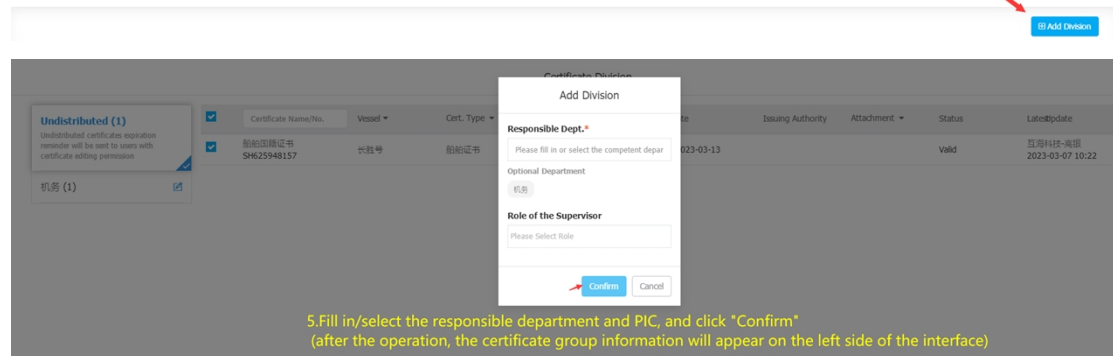 Add Division
Certificate Division
Add Division
Undistributed (1)
Undistributed certificates expiration
reminder will be sent to users with
certificate editing permission
机务 (1)
Certificate Name/No.
Vessel
Cert. Type
Issuing Authority
Attachment
Status
船舶国籍证书
SH625948157
长胜号
船舶证书
023-03-13
Valid
互海科技-高银
2023-03-07 10:22
Responsible Dept.*
Please fill in or select the competent depar
Optional Department
机务
Role of the Supervisor
Please Select Role
Confirm
Cancel
5.Fill in/select the responsible department and PIC, and click "Confirm"
(after the operation, the certificate group information will appear on the left side of the interface)